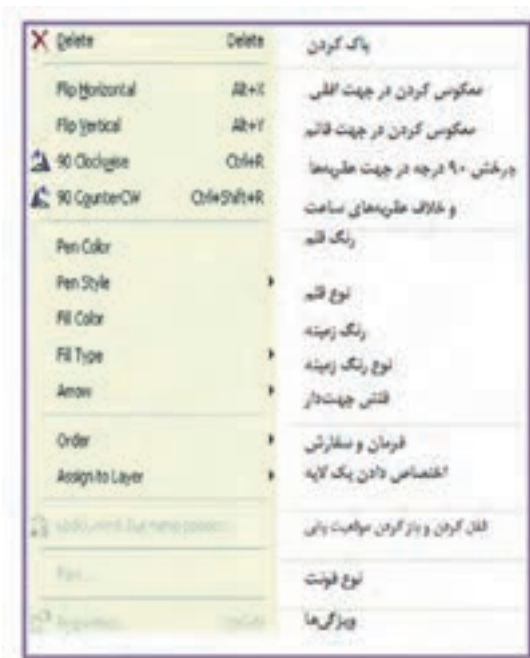 Delete Delete پاک کردن
Flip Horizontal Alt+X معکوس کردن در جهت افقی
Flip Vertical Alt+Y معکوس کردن در جهت قائم
90 Clockwise Ctrl+R چرخش ۹۰ درجه در جهت عقربه‌ها
90 CounterCW Ctrl+Shift+R و خلاف عقربه‌های ساعت
Pen Color رنگ قلم
Pen Style نوع قلم
Fill Color رنگ زمینه
Fill Type نوع رنگ زمینه
Arrow فلش جهت‌دار
Order فرمان و سفارش
Assign to Layer اختصاص دادن یک لایه
قفل کردن و باز کردن موقعیت یابی
نوع فونت
ویژگی‌ها